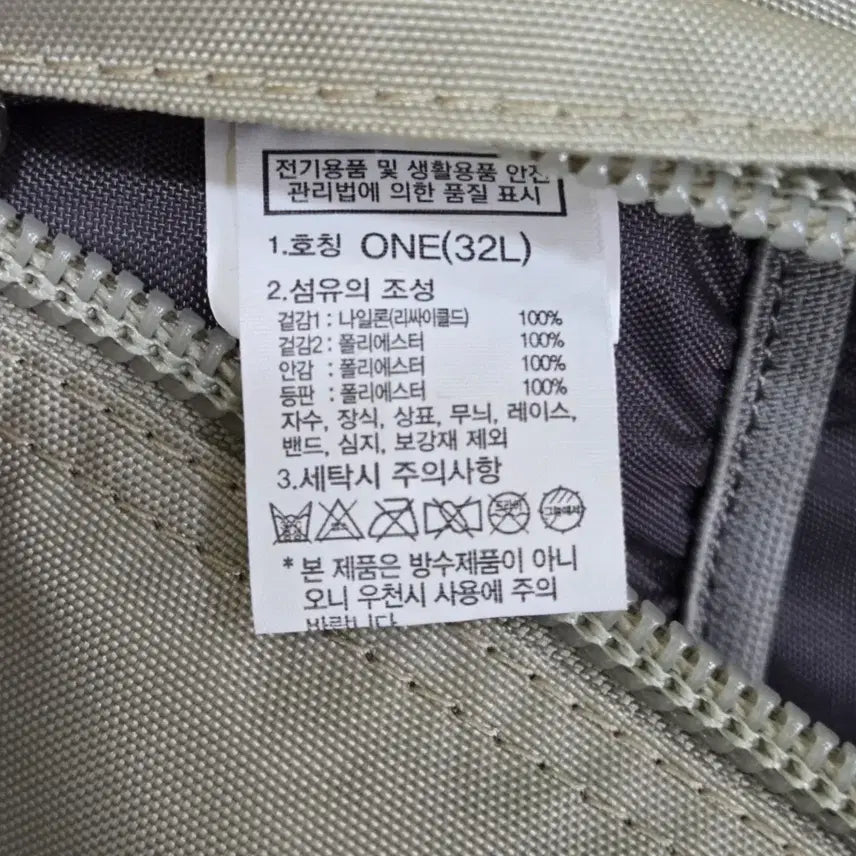 전기용품 및 생활용품 안전
관리법에 의한 품질 표시
1.호칭 ONE(32L)
2.섬유의 조성
겉감1 : 나일론(리싸이클드) 100%
겉감2 : 폴리에스터 100%
안감 : 폴리에스터 100%
등판 : 폴리에스터 100%
자수, 장식, 상표, 무늬, 레이스,
밴드, 심지, 보강재 제외
3.세탁시 주의사항
* 본 제품은 방수제품이 아니
오니 우천시 사용에 주의
바랍니다.